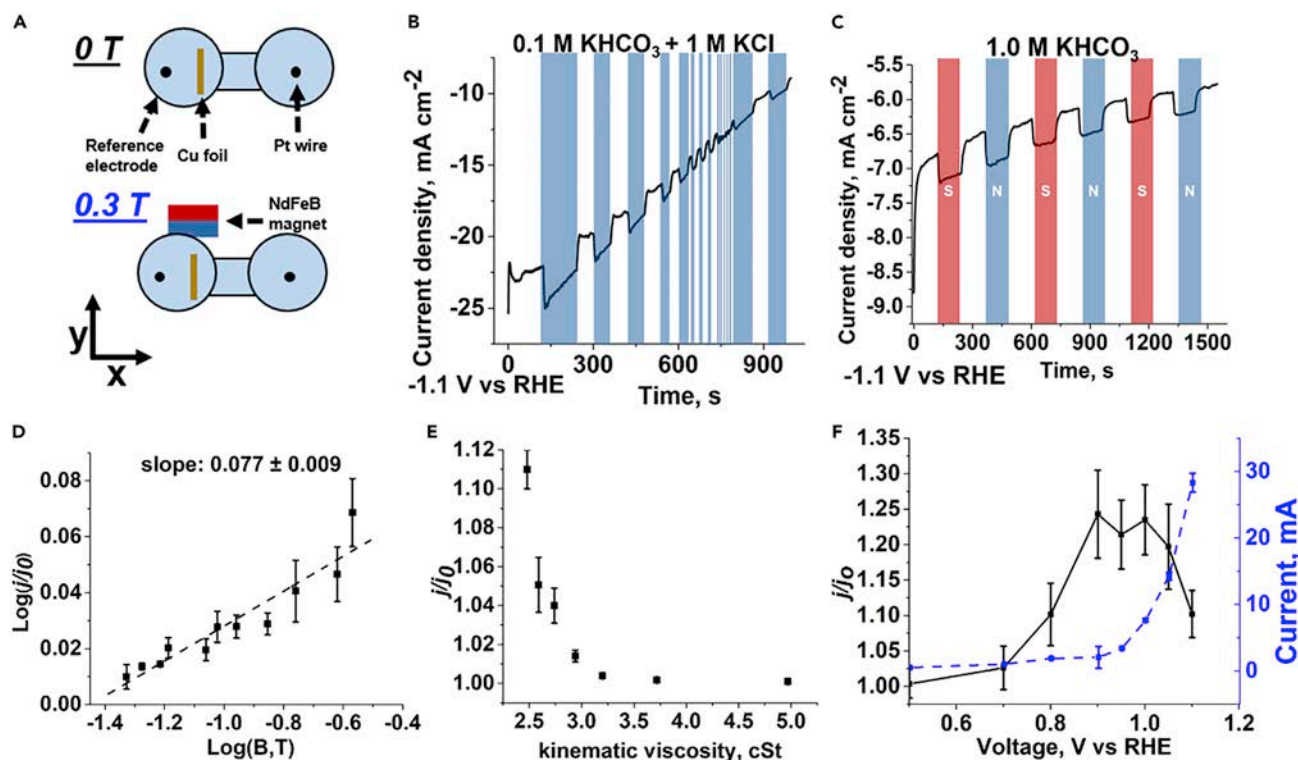 A
0 T
Reference
electrode
Cu foil
Pt wire
0.3 T
NdFeB
magnet
y
x
B
0.1 M KHCO3 + 1 M KCl
Current density, mA cm-2
-10
-15
-20
-25
0
300
600
900
-1.1 V vs RHE
Time, s
C
1.0 M KHCO3
Current density, mA cm-2
-5.5
-6.0
-6.5
-7.0
-7.5
-8.0
-8.5
-9.0
S
N
S
N
S
N
0
300
600
900
1200
1500
-1.1 V vs RHE
Time, s
D
slope: 0.077 ± 0.009
Log(j/j0)
0.08
0.06
0.04
0.02
0.00
-1.4
-1.2
-1.0
-0.8
-0.6
-0.4
Log(B,T)
E
j/j0
1.12
1.10
1.08
1.06
1.04
1.02
1.00
2.5
3.0
3.5
4.0
4.5
5.0
kinematic viscosity, cSt
F
j/jo
1.35
1.30
1.25
1.20
1.15
1.10
1.05
1.00
30
20
10
0
Current, mA
0.6
0.8
1.0
1.2
Voltage, V vs RHE